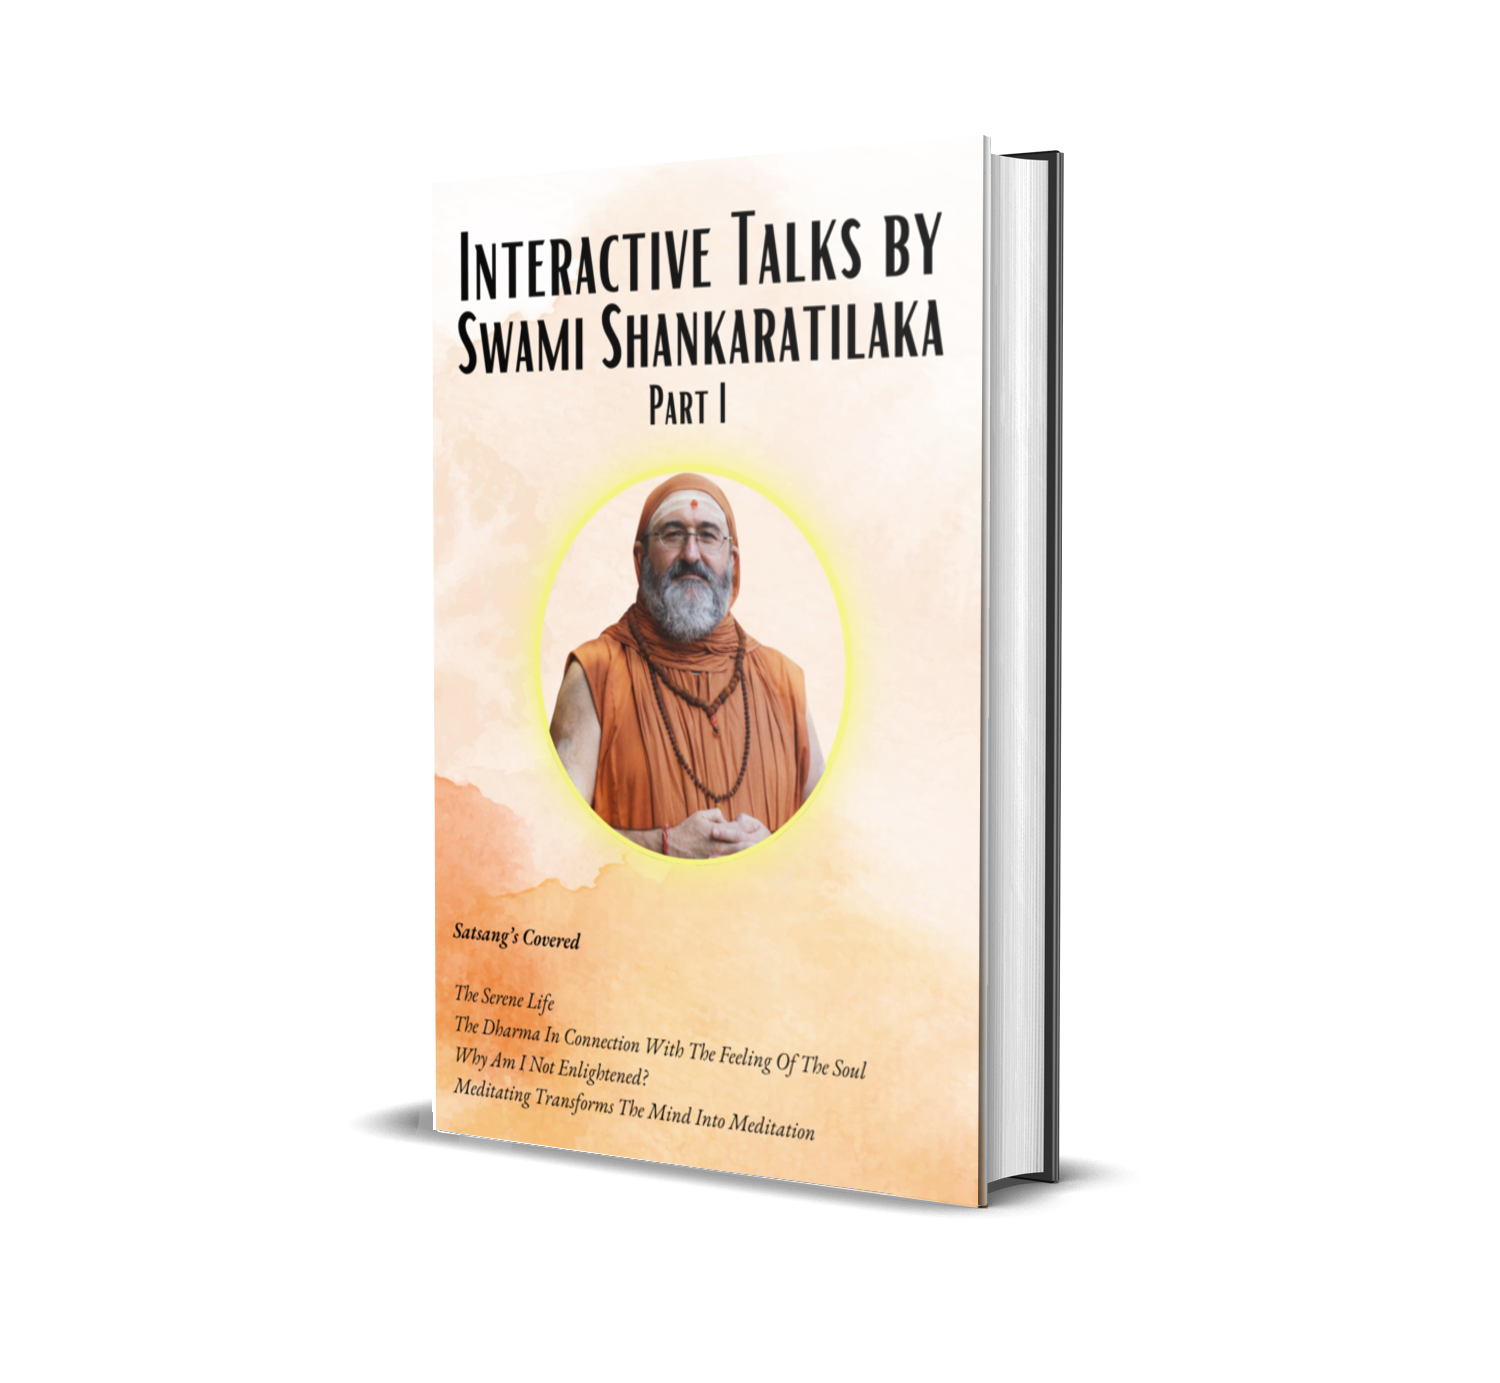 Interactive Talks by
Swami Shankaratilaka
Part I
Satsang's Covered
The Serene Life
The Dharma In Connection With The Feeling Of The Soul
Why Am I Not Enlightened?
Meditating Transforms The Mind Into Meditation